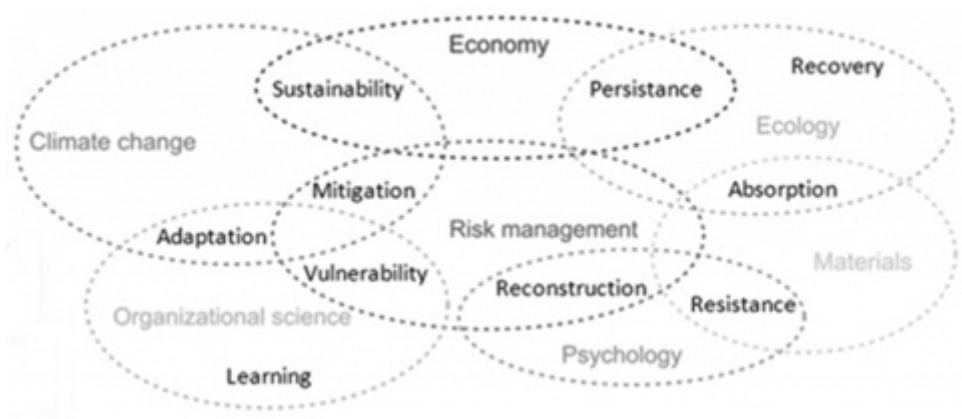 Economy
Recovery
Sustainability
Persistance
Ecology
Climate change
Mitigation
Absorption
Risk management
Adaptation
Materials
Vulnerability
Reconstruction
Resistance
Organizational science
Psychology
Learning